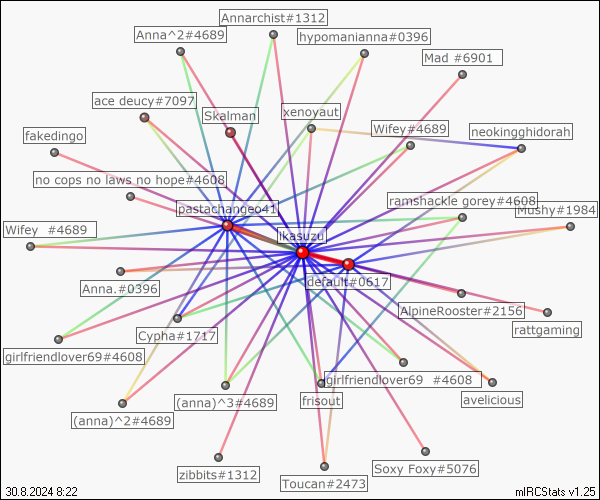 Annarchist#1312
Anna^2#4689
hypomanianna#0396
Mad #6901
ace deucy#7097
Skalman
xenoyaut
Wifey#4689
neokingghidorah
fakedingo
no cops no laws no hope#4608
pastachangeo41
ramshackle gorey#4608
Mushy#1984
Wifey  #4689
ikasuzu
default#0617
Anna.#0396
AlpineRooster#2156
rattgaming
Cypha#1717
girlfriendlover69#4608
girlfriendlover69  #4608
(anna)^2#4689
(anna)^3#4689
frisout
avelicious
zibbits#1312
Toucan#2473
Soxy Foxy#5076
30.8.2024 8:22
mIRCStats v1.25